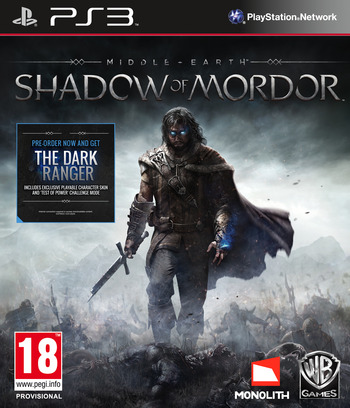 PS3
PlayStation®Network
MIDDLE-EARTH
SHADOW OF MORDOR
PRE-ORDER NOW AND GET
THE DARK
RANGER
INCLUDES EXCLUSIVE PLAYABLE CHARACTER SKIN
AND 'TEST OF POWER' CHALLENGE MODE
18
www.pegi.info
PROVISIONAL
MONOLITH
WB
GAMES